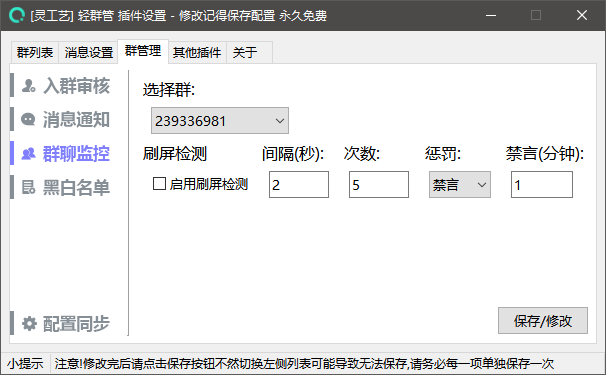 [灵工艺] 轻群管 插件设置 - 修改记得保存配置 永久免费
群列表 消息设置 群管理 其他插件 关于
入群审核
消息通知
群聊监控
黑白名单
配置同步
选择群:
239336981
刷屏检测 间隔(秒): 次数: 惩罚: 禁言(分钟):
启用刷屏检测 2 5 禁言 1
保存/修改
小提示 注意!修改完后请点击保存按钮不然切换左侧列表可能导致无法保存,请务必每一项单独保存一次